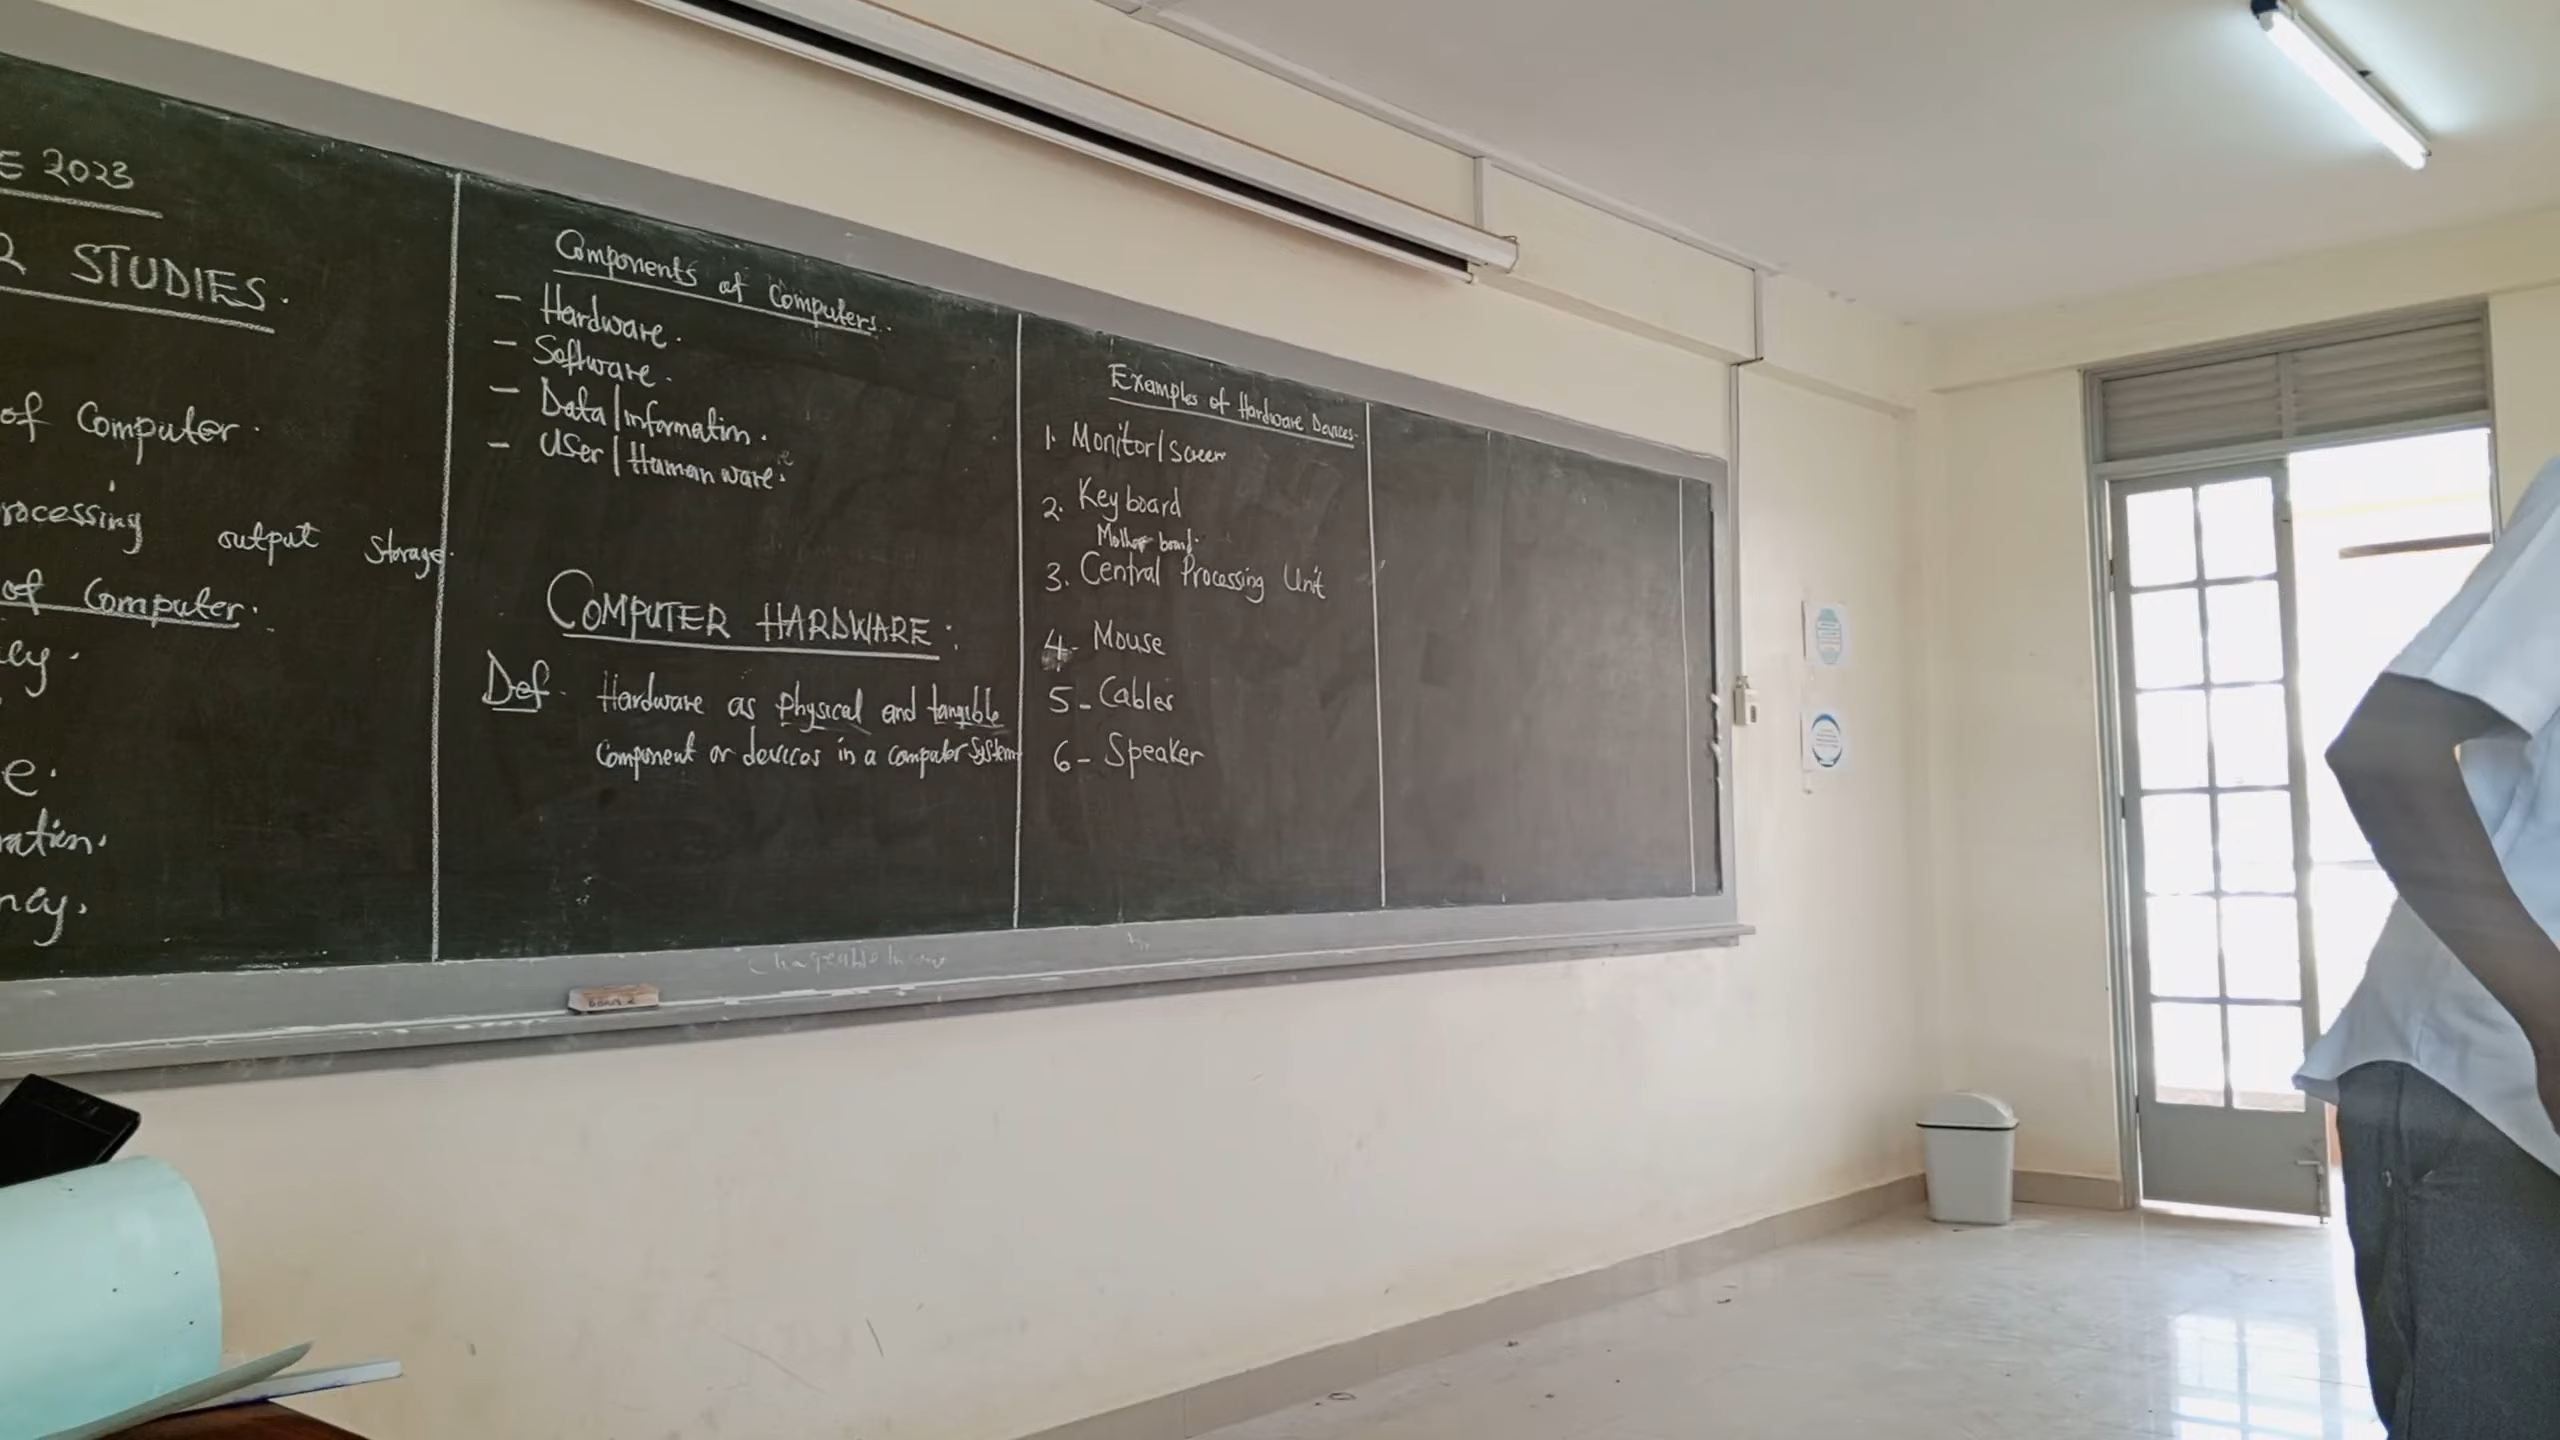 E 2023
R STUDIES.
of Computer.
rocessing output storage.
of Computer.
cy.
e.
ration.
ncy.
Components of Computers.
- Hardware.
- Software.
- Data/information.
- User/Human ware.
COMPUTER HARDWARE:
Def. Hardware as physical and tangible
Component or devices in a computer system
Examples of Hardware Devices.
1. Monitor/screen
2. Key board
Mother board.
3. Central Processing Unit
4- Mouse
5- Cables
6- Speaker